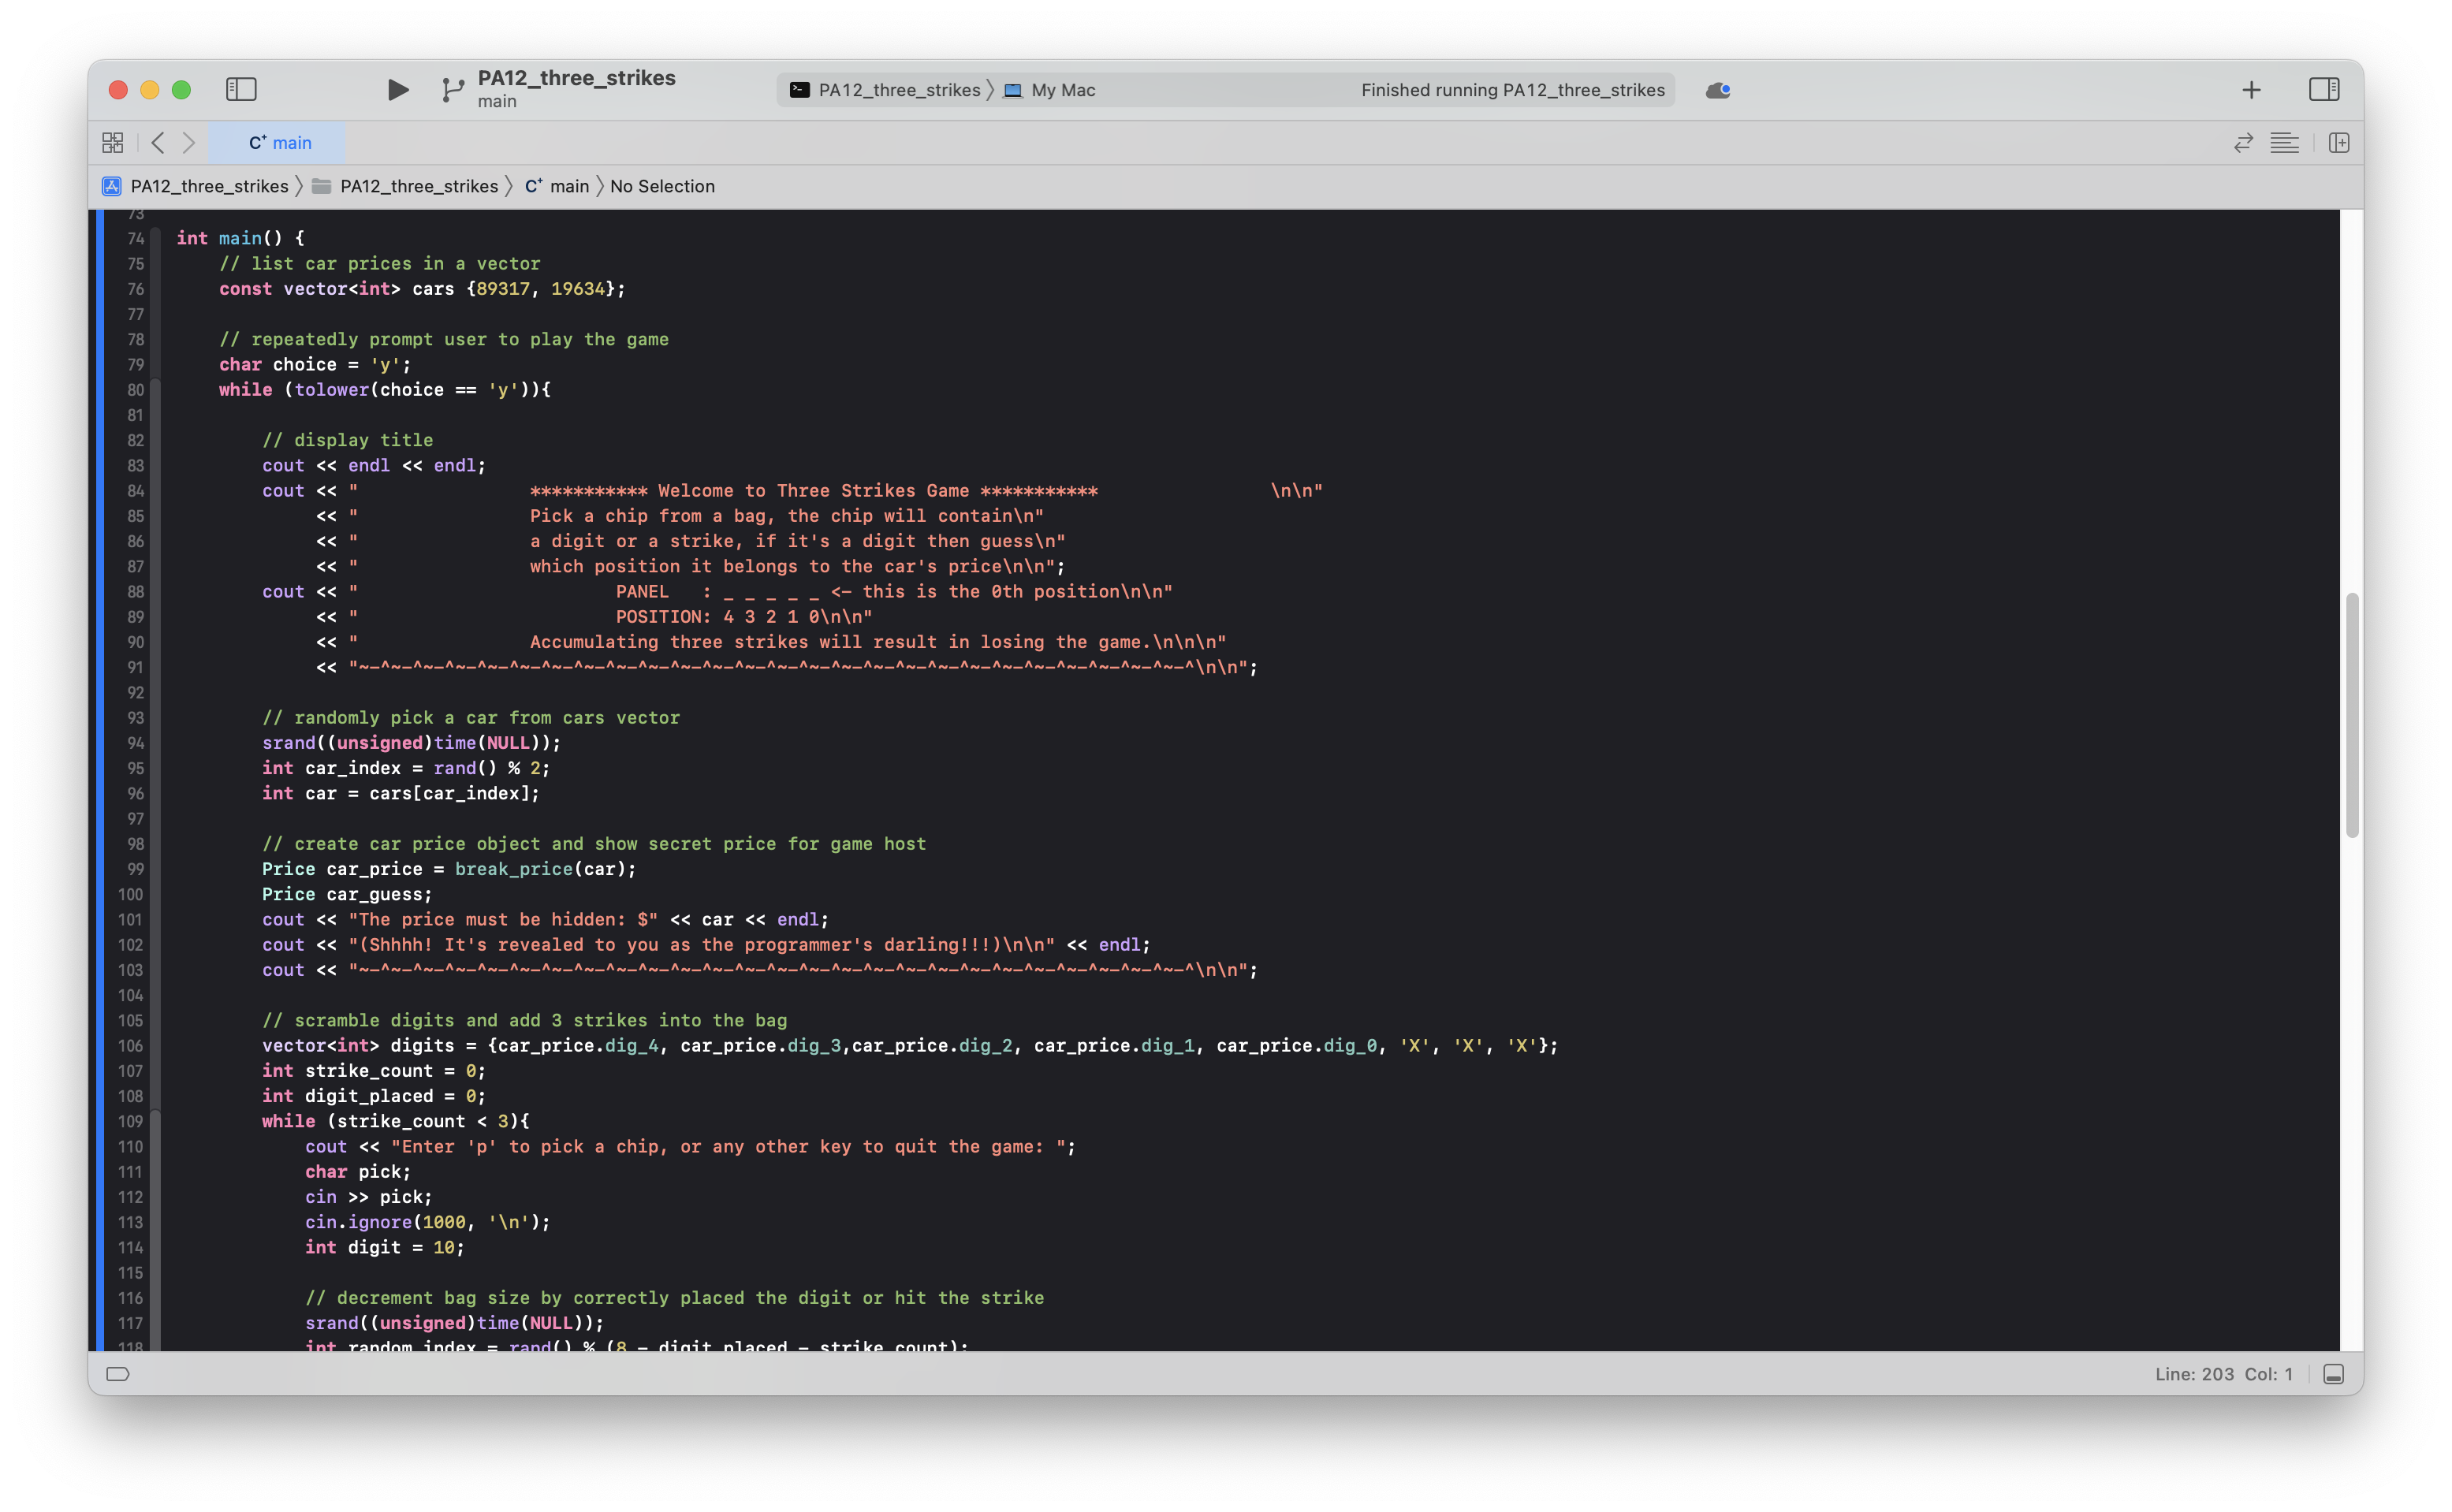 PA12_three_strikes
main
PA12_three_strikes 〉 My Mac
Finished running PA12_three_strikes
C+ main
PA12_three_strikes 〉 PA12_three_strikes 〉 C+ main 〉 No Selection
73
74 int main() {
75     // list car prices in a vector
76     const vector<int> cars {89317, 19634};
77
78     // repeatedly prompt user to play the game
79     char choice = 'y';
80     while (tolower(choice == 'y')){
81
82         // display title
83         cout << endl << endl;
84         cout << "                *********** Welcome to Three Strikes Game ***********                \n\n"
85              << "                Pick a chip from a bag, the chip will contain\n"
86              << "                a digit or a strike, if it's a digit then guess\n"
87              << "                which position it belongs to the car's price\n\n";
88         cout << "                        PANEL   : _ _ _ _ _ <- this is the 0th position\n\n"
89              << "                        POSITION: 4 3 2 1 0\n\n"
90              << "                Accumulating three strikes will result in losing the game.\n\n\n"
91              << "~-^~-^~-^~-^~-^~-^~-^~-^~-^~-^~-^~-^~-^~-^~-^~-^~-^~-^~-^~-^~-^~-^~-^~-^~-^~-^\n\n";
92
93         // randomly pick a car from cars vector
94         srand((unsigned)time(NULL));
95         int car_index = rand() % 2;
96         int car = cars[car_index];
97
98         // create car price object and show secret price for game host
99         Price car_price = break_price(car);
100         Price car_guess;
101         cout << "The price must be hidden: $" << car << endl;
102         cout << "(Shhhh! It's revealed to you as the programmer's darling!!!)\n\n" << endl;
103         cout << "~-^~-^~-^~-^~-^~-^~-^~-^~-^~-^~-^~-^~-^~-^~-^~-^~-^~-^~-^~-^~-^~-^~-^~-^~-^~-^\n\n";
104
105         // scramble digits and add 3 strikes into the bag
106         vector<int> digits = {car_price.dig_4, car_price.dig_3,car_price.dig_2, car_price.dig_1, car_price.dig_0, 'X', 'X', 'X'};
107         int strike_count = 0;
108         int digit_placed = 0;
109         while (strike_count < 3){
110             cout << "Enter 'p' to pick a chip, or any other key to quit the game: ";
111             char pick;
112             cin >> pick;
113             cin.ignore(1000, '\n');
114             int digit = 10;
115
116             // decrement bag size by correctly placed the digit or hit the strike
117             srand((unsigned)time(NULL));
118             int random_index = rand() % (8 - digit_placed - strike_count);
Line: 203 Col: 1